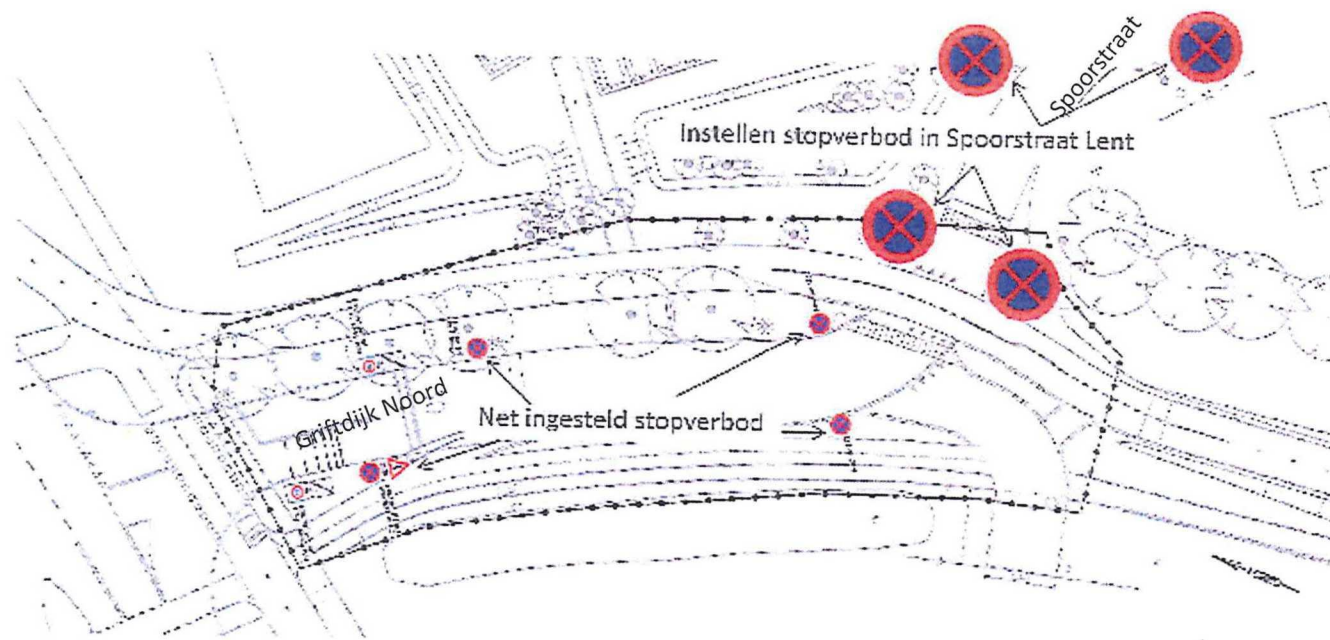 Spoorstraat
Instellen stopverbod in Spoorstraat Lent
Griftdijk Noord
Net ingesteld stopverbod